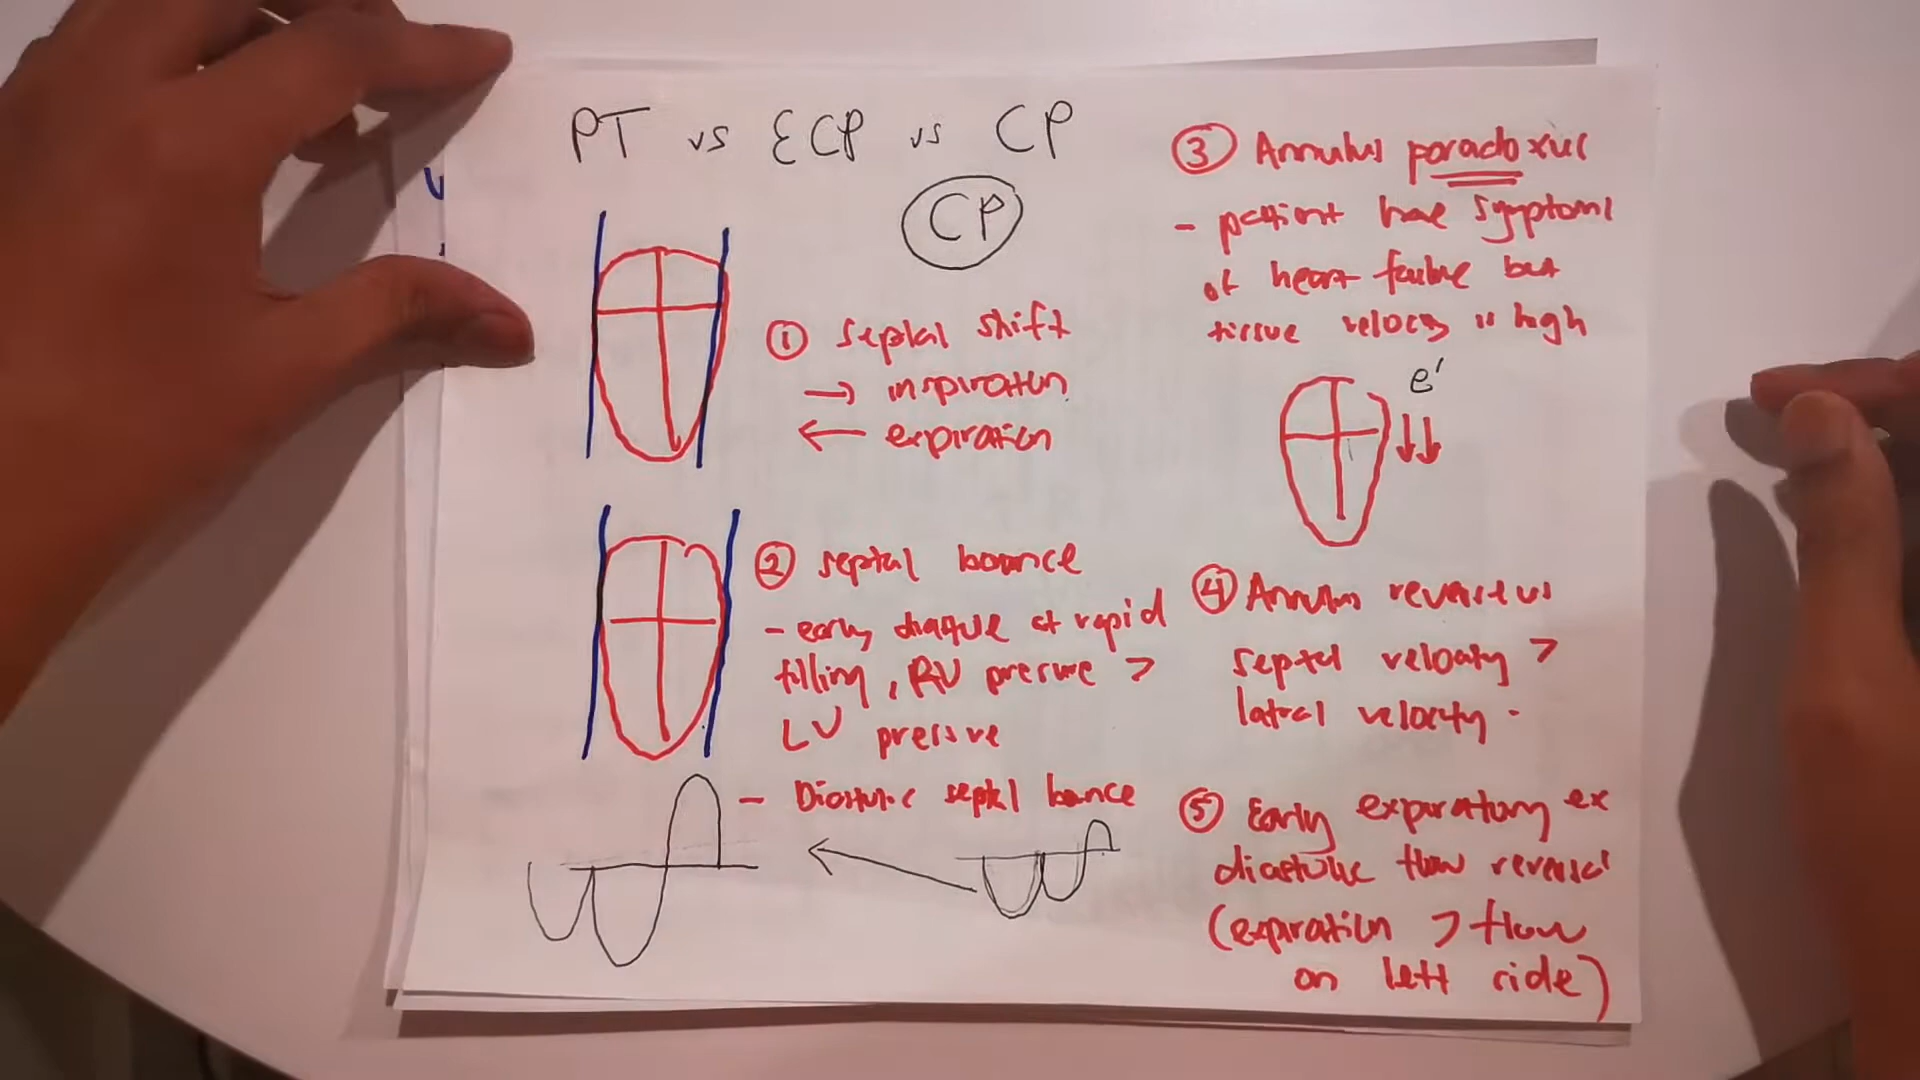 PT vs ECP vs CP
CP
① septal shift
→ inspiration
← expiration
② septal bounce
- early diastole at rapid
filling, RV pressure >
LV pressure
- Diastolic septal bounce
③ Annulus paradoxus
- patient have symptoms
of heart failure but
tissue velocity is high
e'
④ Annulus reversus
septal velocity >
lateral velocity.
⑤ Early expiratory ex
diastolic flow reversal
(expiration > flow
on left side)